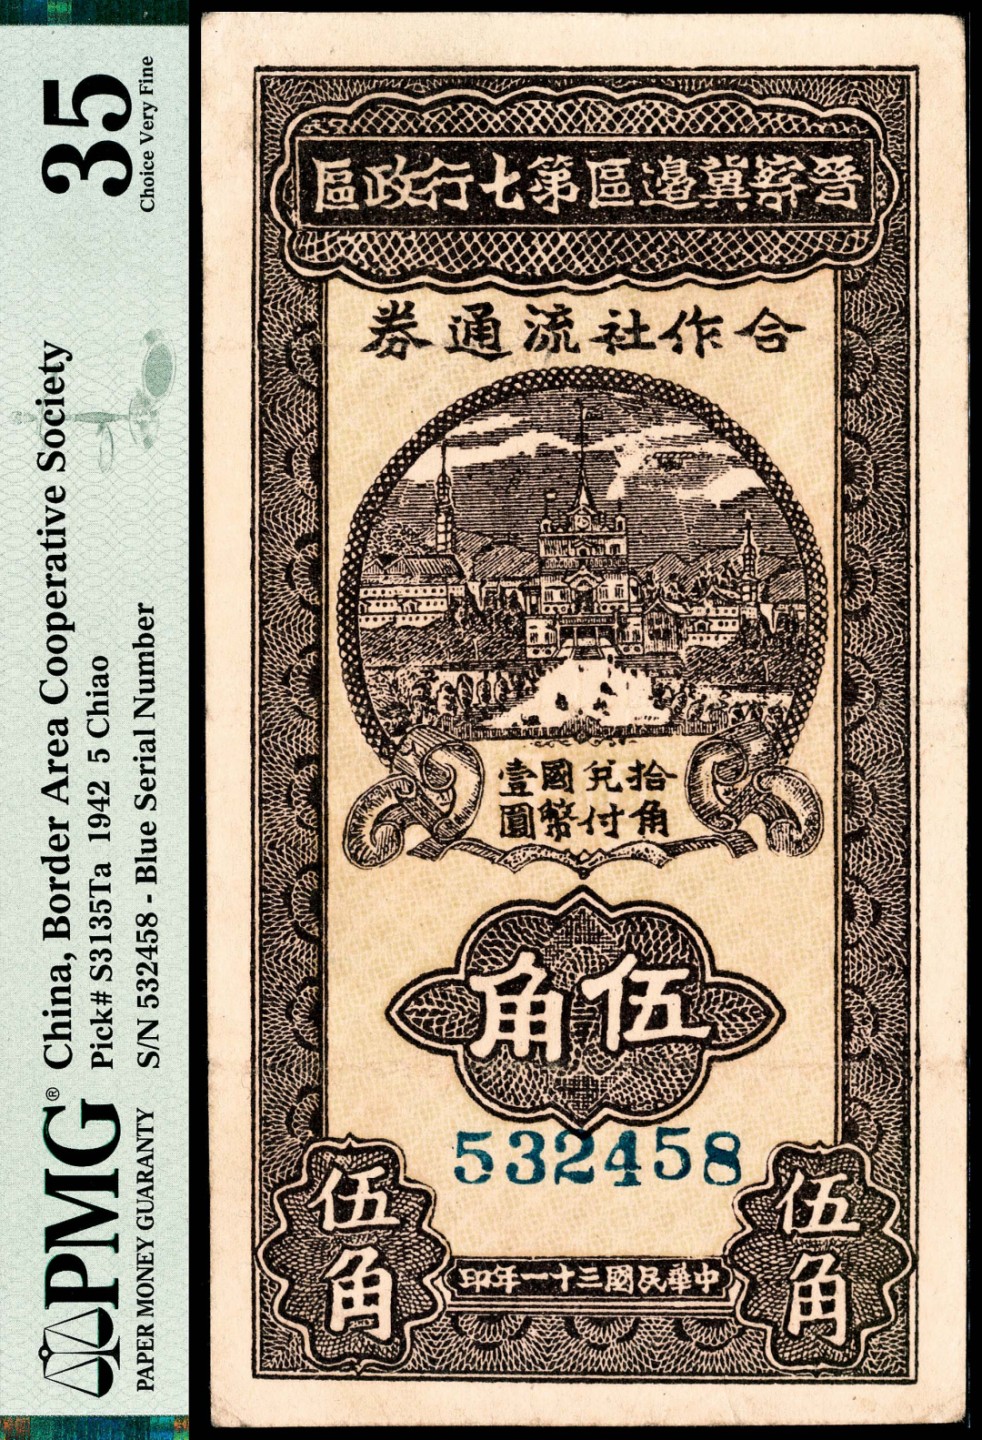 PMG®
PAPER MONEY GUARANTY
China, Border Area Cooperative Society
Pick# S3135Ta 1942 5 Chiao
S/N 532458 - Blue Serial Number
35
Choice Very Fine
晉察冀邊區第七行政區
合作社流通券
拾角兌付國幣壹圓
伍角
532458
伍角
伍角
中華民國三十一年印